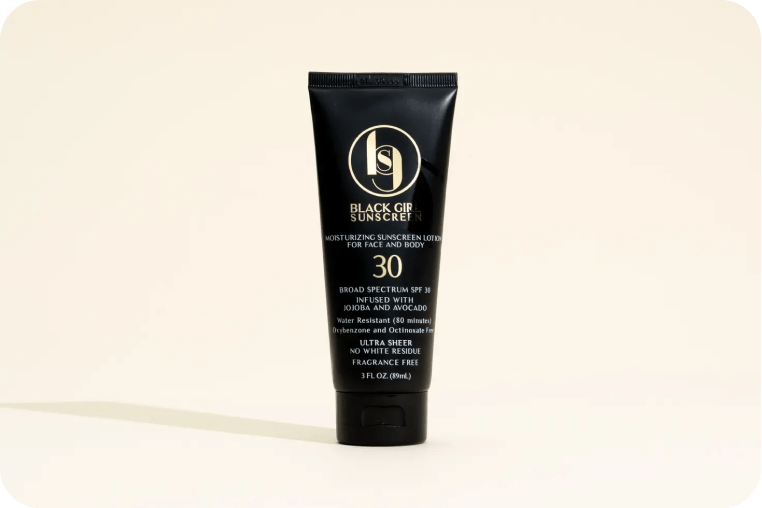 bsg
BLACK GIRL
SUNSCREEN
MOISTURIZING SUNSCREEN LOTION
FOR FACE AND BODY
30
BROAD SPECTRUM SPF 30
INFUSED WITH
JOJOBA AND AVOCADO
Water Resistant (80 minutes)
Oxybenzone and Octinoxate Free
ULTRA SHEER
NO WHITE RESIDUE
FRAGRANCE FREE
3 FL OZ. (89mL)